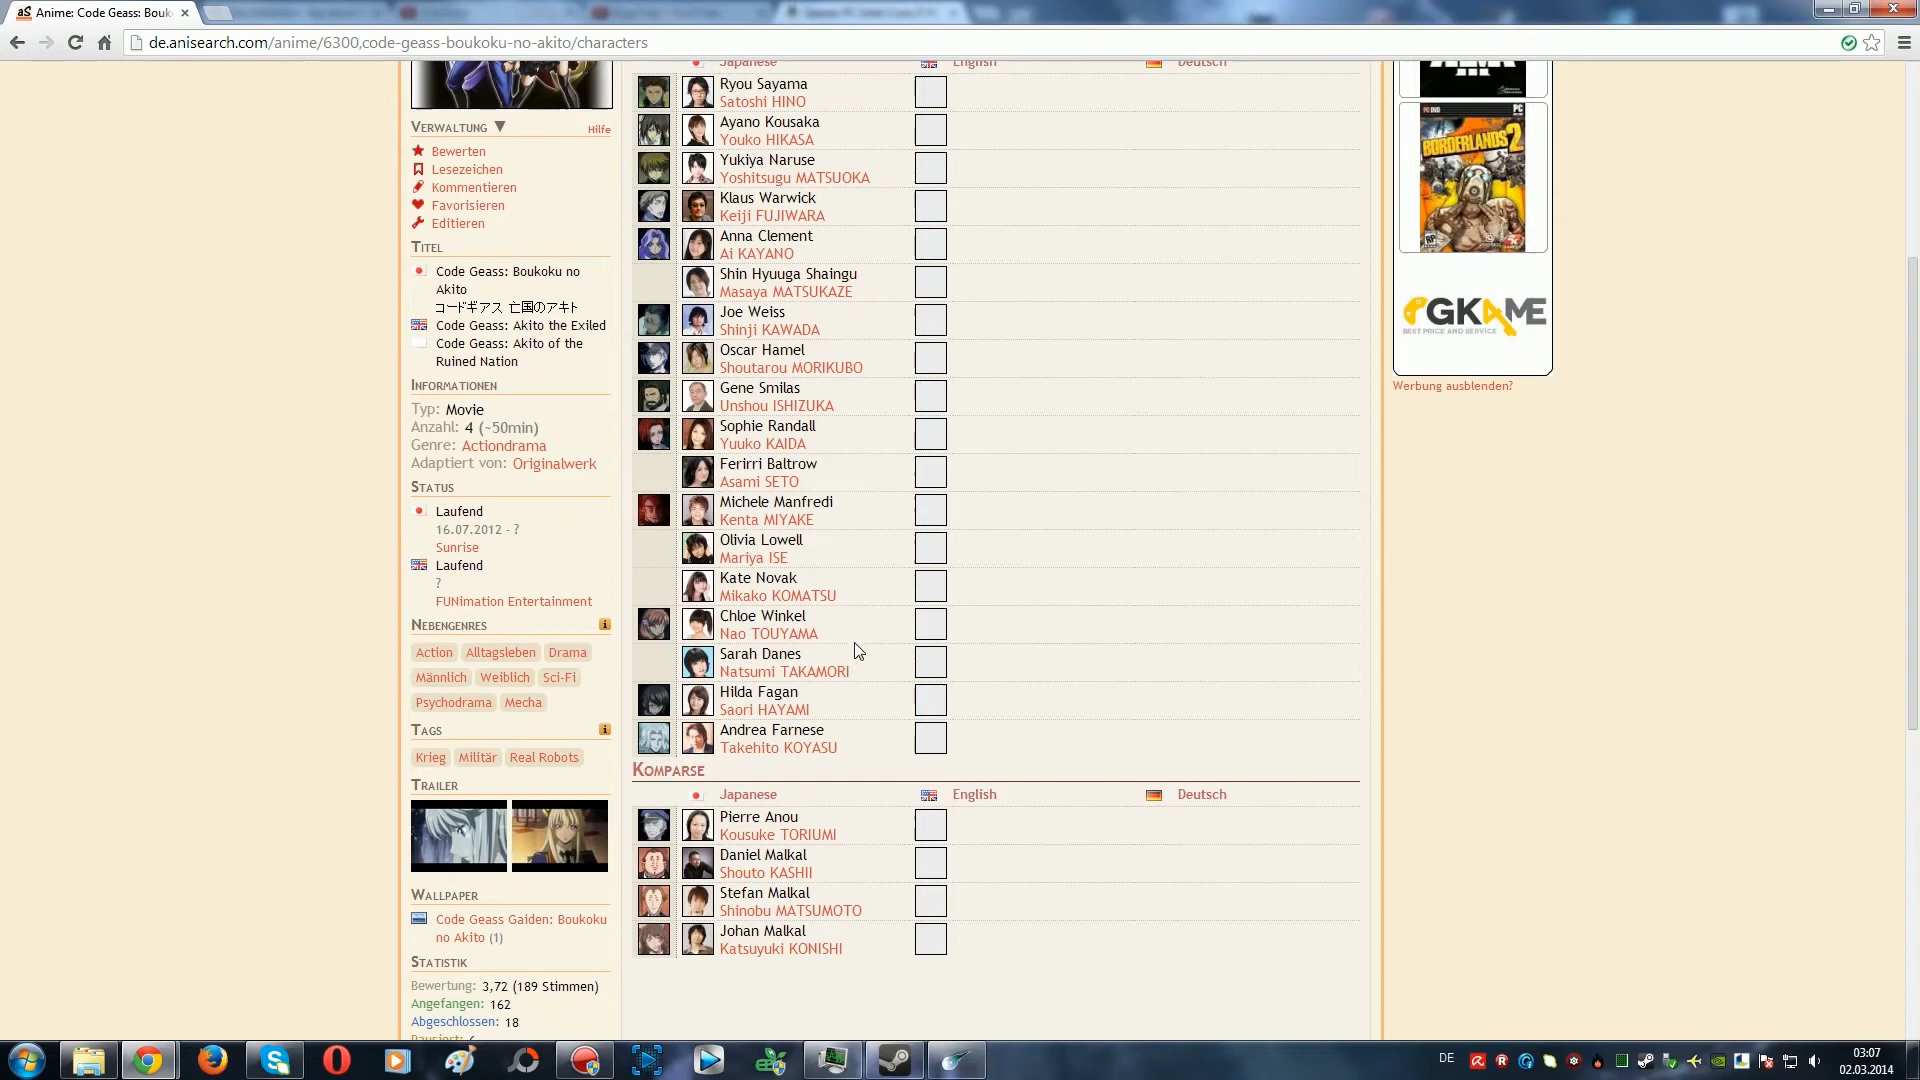 Anime: Code Geass: Bouk
de.anisearch.com/anime/6300,code-geass-boukoku-no-akito/characters
Japanese English Deutsch
VERWALTUNG ▼ Hilfe
Bewerten
Lesezeichen
Kommentieren
Favorisieren
Editieren
TITEL
Code Geass: Boukoku no
Akito
コードギアス 亡国のアキト
Code Geass: Akito the Exiled
Code Geass: Akito of the
Ruined Nation
INFORMATIONEN
Typ: Movie
Anzahl: 4 (~50min)
Genre: Actiondrama
Adaptiert von: Originalwerk
STATUS
Laufend
16.07.2012 - ?
Sunrise
Laufend
?
FUNimation Entertainment
NEBENGENRES
Action Alltagsleben Drama
Männlich Weiblich Sci-Fi
Psychodrama Mecha
TAGS
Krieg Militär Real Robots
TRAILER
WALLPAPER
Code Geass Gaiden: Boukoku
no Akito (1)
STATISTIK
Bewertung: 3,72 (189 Stimmen)
Angefangen: 162
Abgeschlossen: 18
Ryou Sayama
Satoshi HINO
Ayano Kousaka
Youko HIKASA
Yukiya Naruse
Yoshitsugu MATSUOKA
Klaus Warwick
Keiji FUJIWARA
Anna Clement
Ai KAYANO
Shin Hyuuga Shaingu
Masaya MATSUKAZE
Joe Weiss
Shinji KAWADA
Oscar Hamel
Shoutarou MORIKUBO
Gene Smilas
Unshou ISHIZUKA
Sophie Randall
Yuuko KAIDA
Ferirri Baltrow
Asami SETO
Michele Manfredi
Kenta MIYAKE
Olivia Lowell
Mariya ISE
Kate Novak
Mikako KOMATSU
Chloe Winkel
Nao TOUYAMA
Sarah Danes
Natsumi TAKAMORI
Hilda Fagan
Saori HAYAMI
Andrea Farnese
Takehito KOYASU
KOMPARSE
Japanese English Deutsch
Pierre Anou
Kousuke TORIUMI
Daniel Malkal
Shouto KASHII
Stefan Malkal
Shinobu MATSUMOTO
Johan Malkal
Katsuyuki KONISHI
PC DVD PC
BORDERLANDS 2
RP
GK4ME
BEST PRICE AND SERVICE
Werbung ausblenden?
DE
03:07
02.03.2014